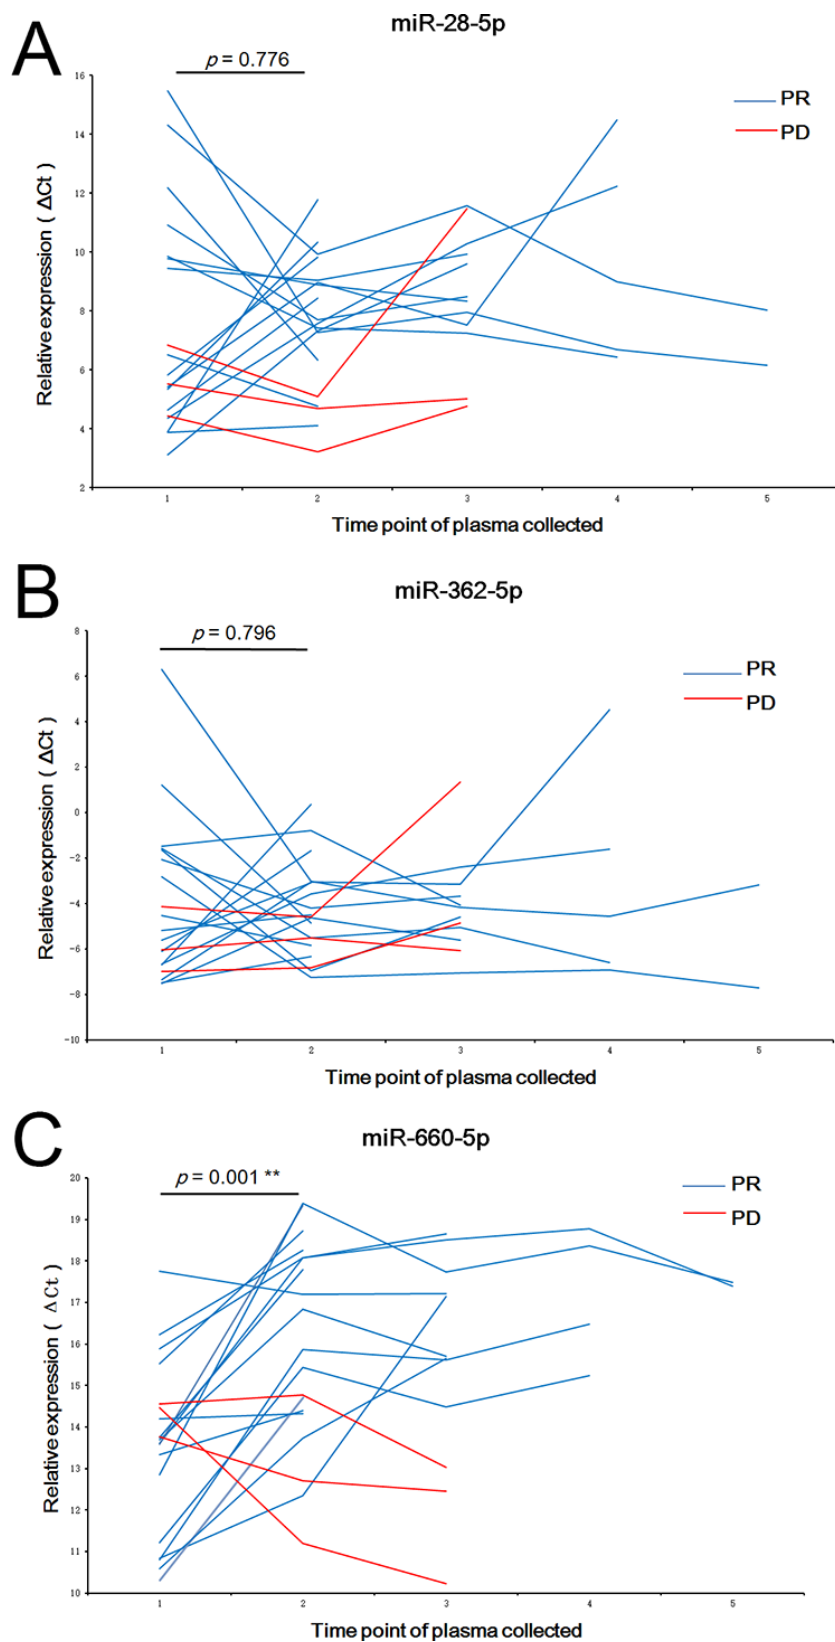 A
miR-28-5p
p = 0.776
PR
PD
Relative expression ( ΔCt )
16
14
12
10
8
6
4
2
1 2 3 4 5
Time point of plasma collected
B
miR-362-5p
p = 0.796
PR
PD
Relative expression ( ΔCt )
8
6
4
2
0
-2
-4
-6
-8
-10
1 2 3 4 5
Time point of plasma collected
C
miR-660-5p
p = 0.001 **
PR
PD
Relative expression ( ΔCt )
20
19
18
17
16
15
14
13
12
11
10
1 2 3 4 5
Time point of plasma collected